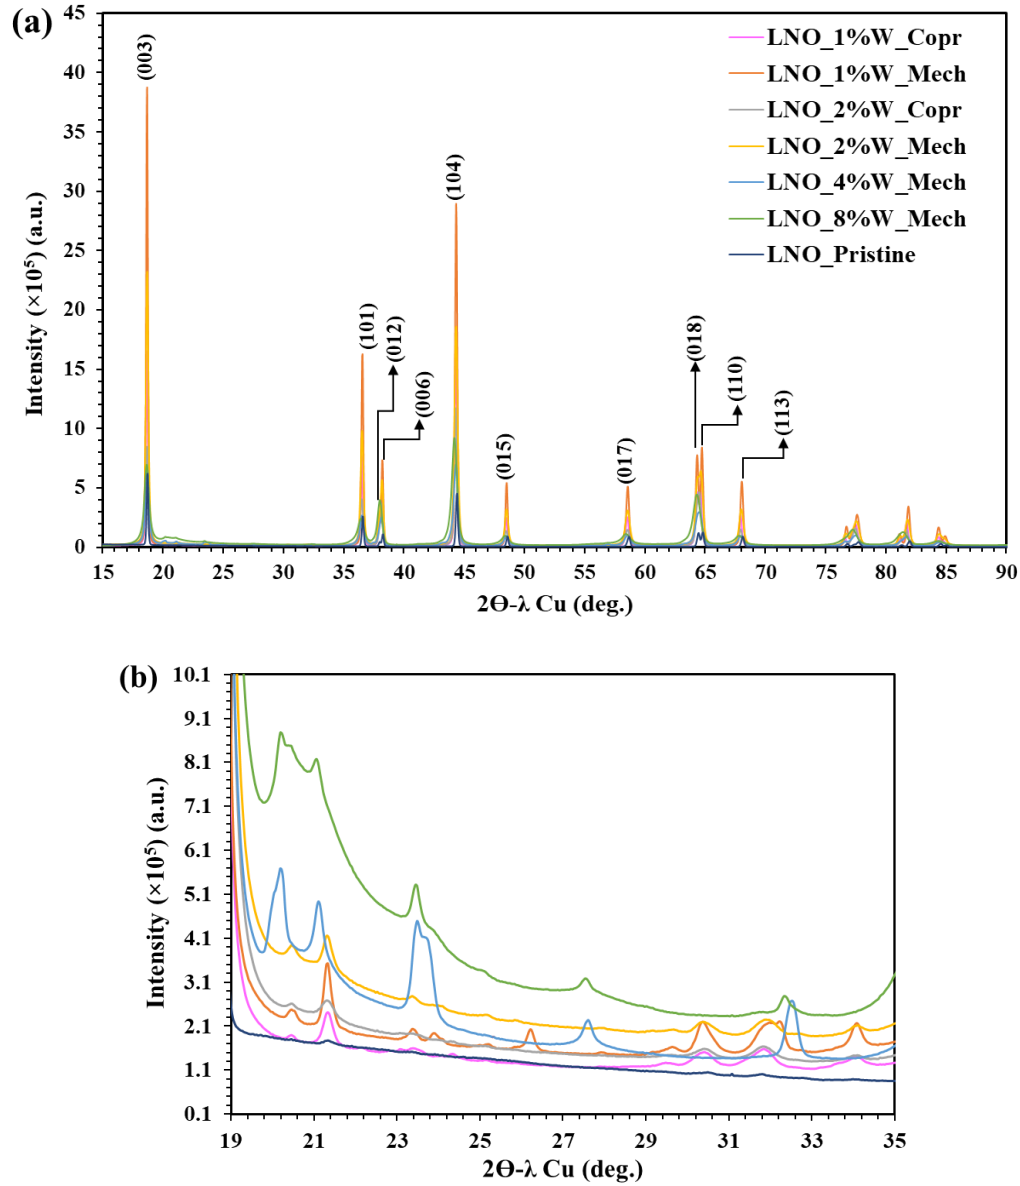 (a)
45
40
35
30
25
20
15
10
5
0
Intensity (×10⁵) (a.u.)
(003)
(101)
(012)
(006)
(104)
(015)
(017)
(018)
(110)
(113)
LNO_1%W_Copr
LNO_1%W_Mech
LNO_2%W_Copr
LNO_2%W_Mech
LNO_4%W_Mech
LNO_8%W_Mech
LNO_Pristine
15 20 25 30 35 40 45 50 55 60 65 70 75 80 85 90
2ϴ-λ Cu (deg.)
(b)
10.1
9.1
8.1
7.1
6.1
5.1
4.1
3.1
2.1
1.1
0.1
Intensity (×10⁵) (a.u.)
19 21 23 25 27 29 31 33 35
2ϴ-λ Cu (deg.)